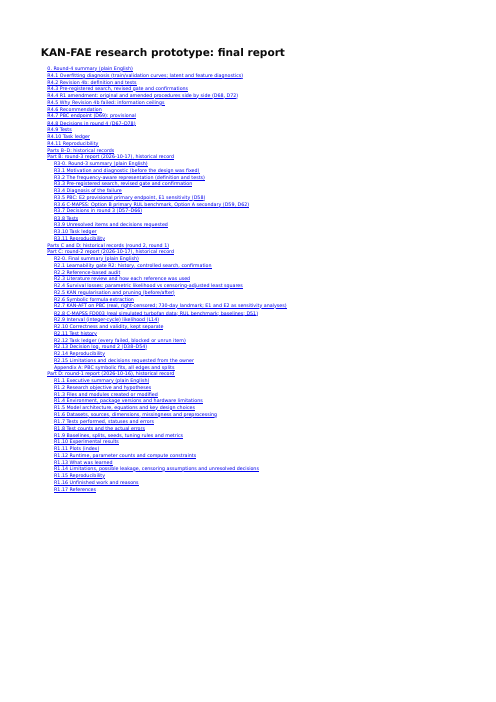 KAN-FAE research prototype: final report
0. Round-4 summary (plain English)
R4.1 Overfitting diagnosis (train/validation curves; latent and feature diagnostics)
R4.2 Revision 4b: definition and tests
R4.3 Pre-registered search, revised gate and confirmations
R4.4 R1 amendment: original and amended procedures side by side (D68, D72)
R4.5 Why Revision 4b failed: information ceilings
R4.6 Recommendation
R4.7 PBC endpoint (D69): provisional
R4.8 Decisions in round 4 (D67-D78)
R4.9 Tests
R4.10 Task ledger
R4.11 Reproducibility
Parts B–D: historical records
Part B: round-3 report (2026-10-17), historical record
R3-0. Round-3 summary (plain English)
R3.1 Motivation and diagnostic (before the design was fixed)
R3.2 The frequency-aware representation (definition and tests)
R3.3 Pre-registered search, revised gate and confirmation
R3.4 Diagnosis of the failure
R3.5 PBC: E2 provisional primary endpoint, E1 sensitivity (D58)
R3.6 C-MAPSS: Option B primary RUL benchmark, Option A secondary (D59, D62)
R3.7 Decisions in round 3 (D57–D66)
R3.8 Tests
R3.9 Unresolved items and decisions requested
R3.10 Task ledger
R3.11 Reproducibility
Parts C and D: historical records (round 2, round 1)
Part C: round-2 report (2026-10-17), historical record
R2-0. Final summary (plain English)
R2.1 Learnability gate R2: history, controlled search, confirmation
R2.2 Reference-based audit
R2.3 Literature review and how each reference was used
R2.4 Survival losses: parametric likelihood vs censoring-adjusted least squares
R2.5 KAN regularisation and pruning (before/after)
R2.6 Symbolic formula extraction
R2.7 KAN-AFT on PBC (real, right-censored; 730-day landmark; E1 and E2 as sensitivity analyses)
R2.8 C-MAPSS FD003 (real simulated turbofan data; RUL benchmark; baselines; D51)
R2.9 Interval (integer-cycle) likelihood (L14)
R2.10 Correctness and validity, kept separate
R2.11 Test history
R2.12 Task ledger (every failed, blocked or unrun item)
R2.13 Decision log, round 2 (D38–D54)
R2.14 Reproducibility
R2.15 Limitations and decisions requested from the owner
Appendix A: PBC symbolic fits, all edges and splits
Part D: round-1 report (2026-10-16), historical record
R1.1 Executive summary (plain English)
R1.2 Research objective and hypotheses
R1.3 Files and modules created or modified
R1.4 Environment, package versions and hardware limitations
R1.5 Model architecture, equations and key design choices
R1.6 Datasets, sources, dimensions, missingness and preprocessing
R1.7 Tests performed, statuses and errors
R1.8 Test counts and the actual errors
R1.9 Baselines, splits, seeds, tuning rules and metrics
R1.10 Experimental results
R1.11 Plots (index)
R1.12 Runtime, parameter counts and compute constraints
R1.13 What was learned
R1.14 Limitations, possible leakage, censoring assumptions and unresolved decisions
R1.15 Reproducibility
R1.16 Unfinished work and reasons
R1.17 References